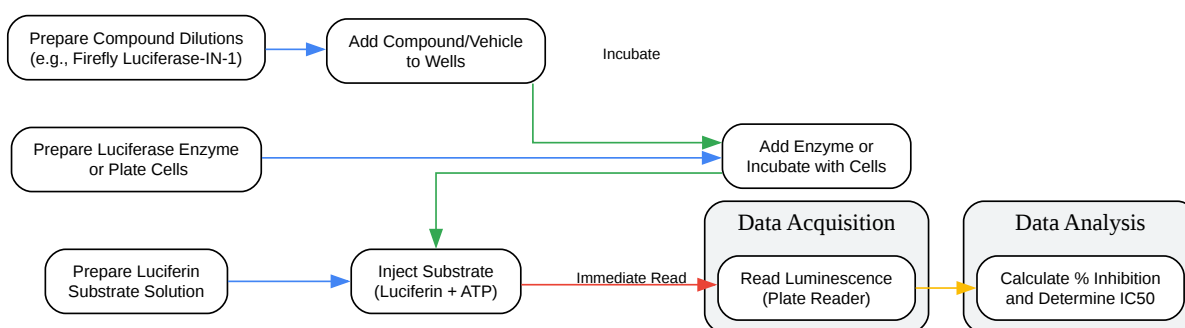 Prepare Compound Dilutions
(e.g., Firefly Luciferase-IN-1)
Add Compound/Vehicle
to Wells
Incubate
Prepare Luciferase Enzyme
or Plate Cells
Add Enzyme or
Incubate with Cells
Data Acquisition
Data Analysis
Prepare Luciferin
Substrate Solution
Inject Substrate
(Luciferin + ATP)
Immediate Read
Read Luminescence
(Plate Reader)
Calculate % Inhibition
and Determine IC50